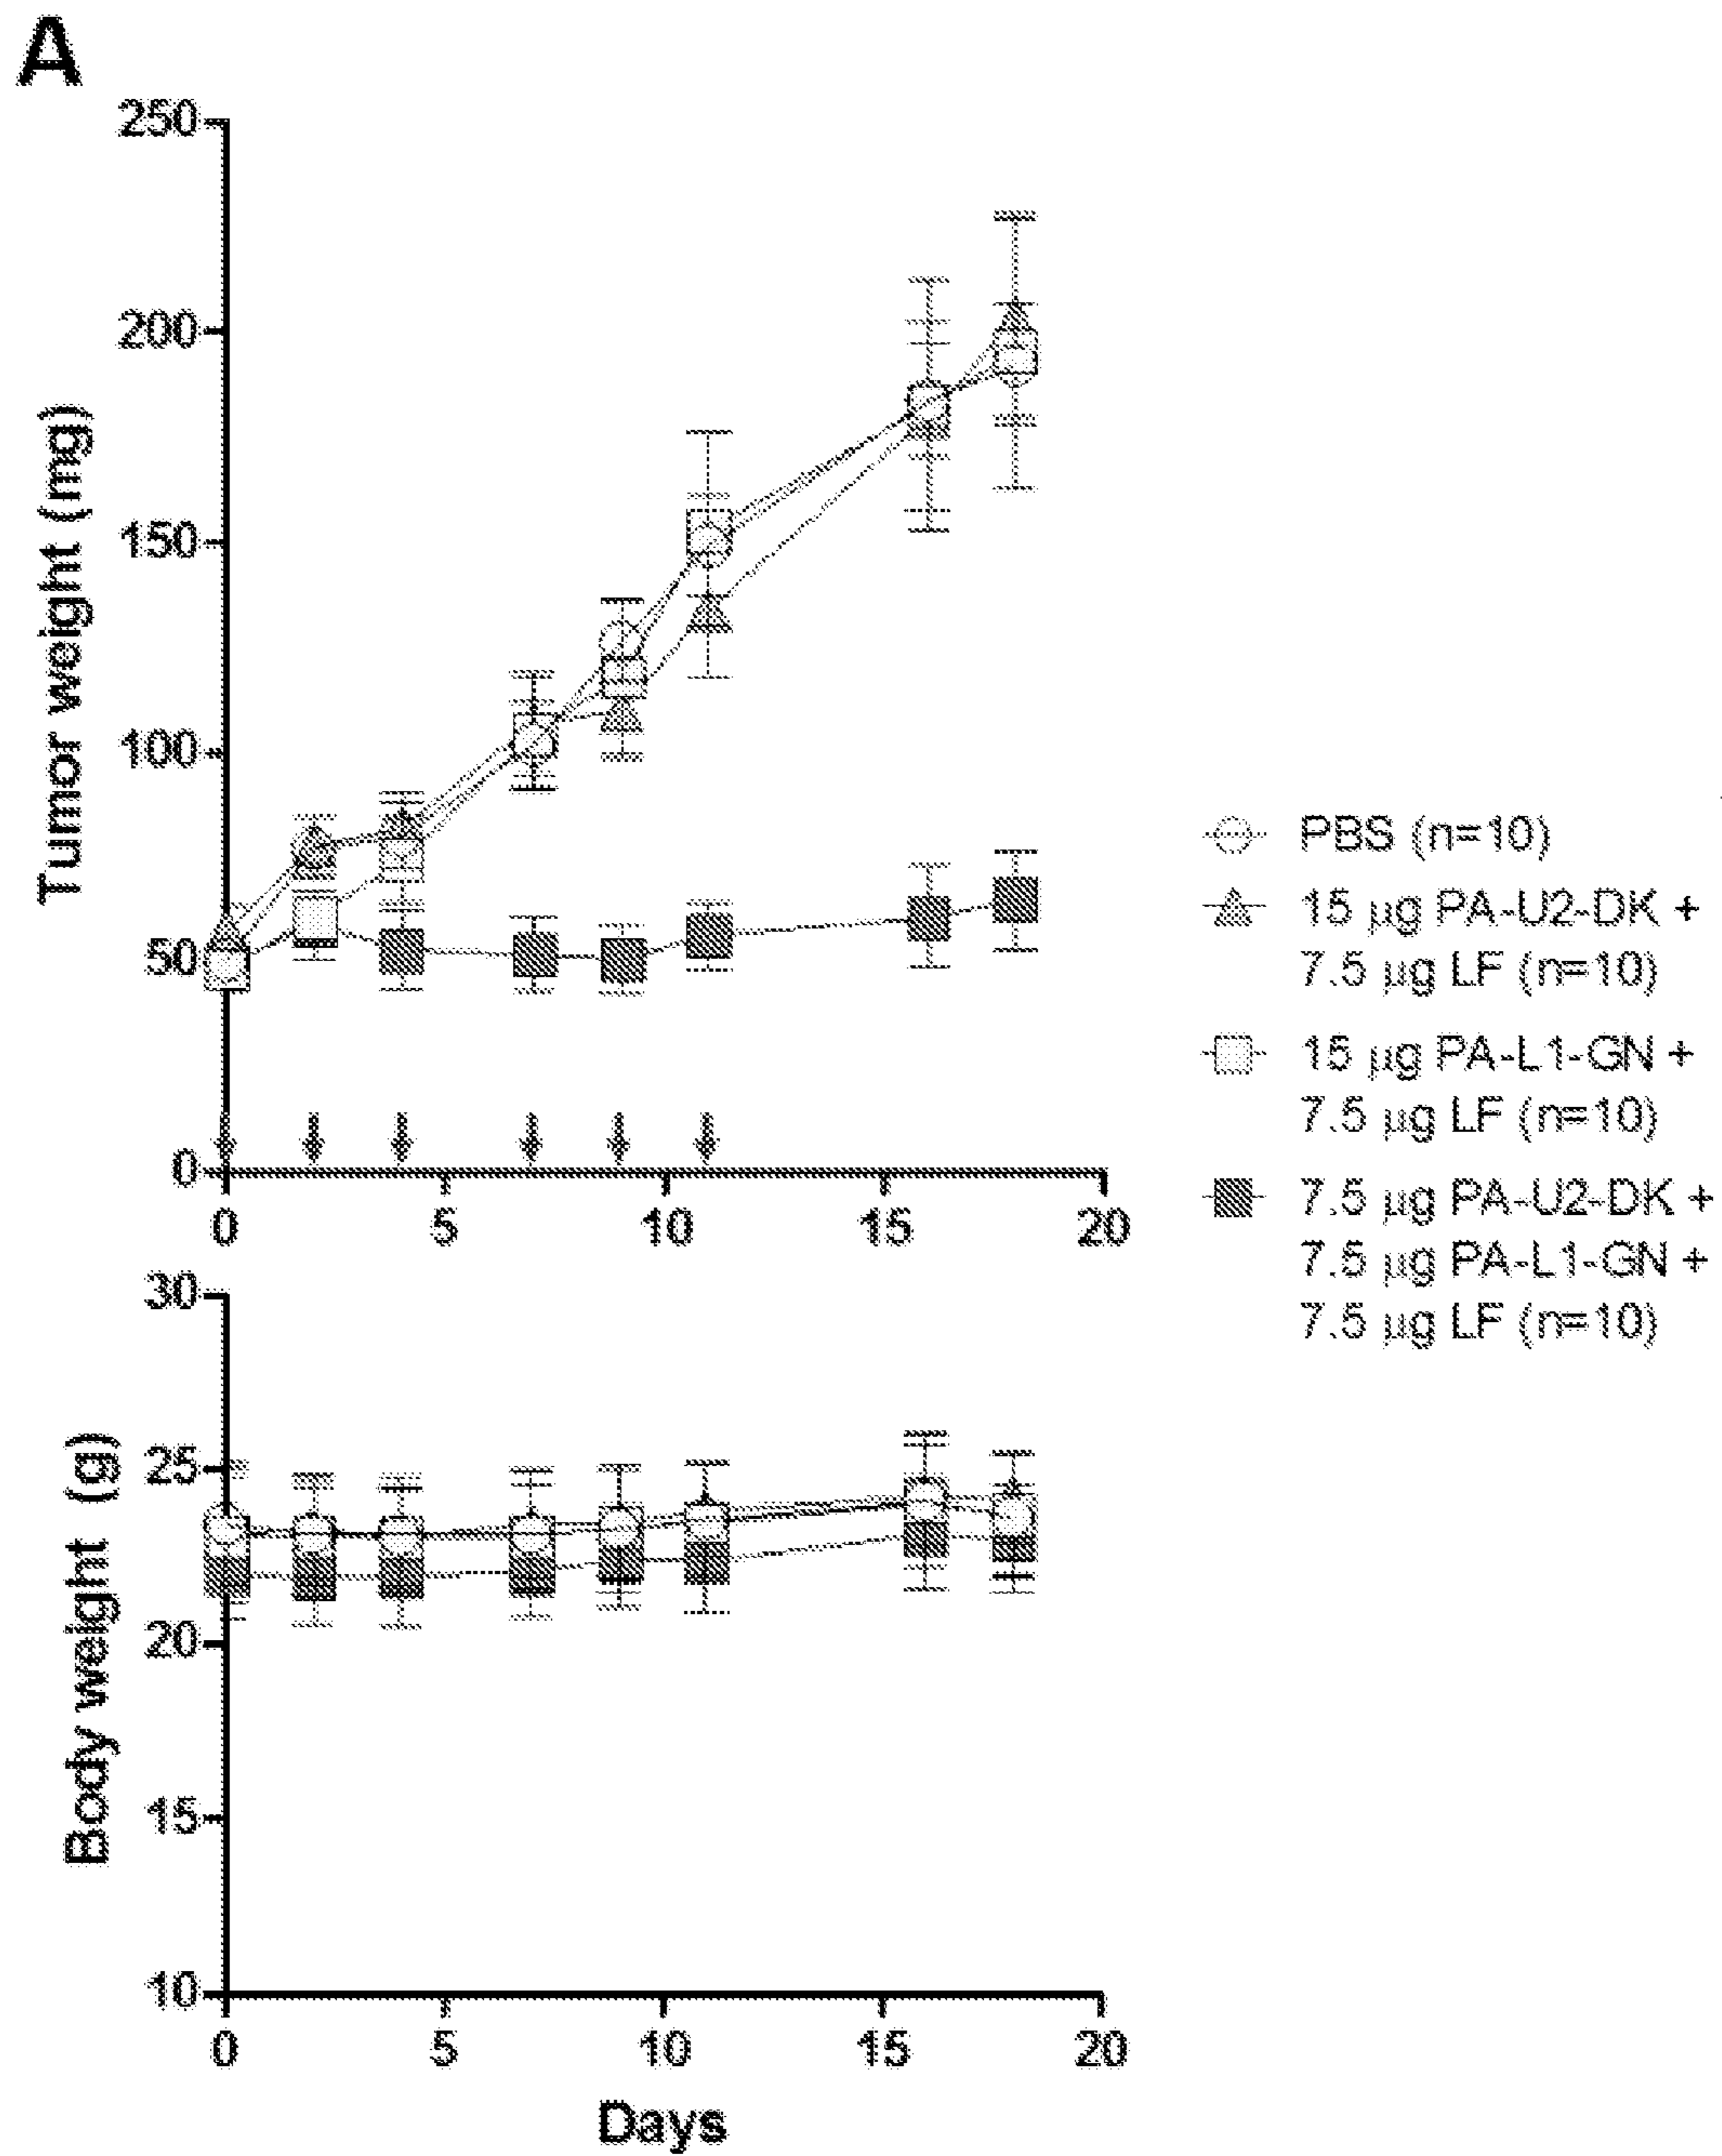 A
250
200
150
100
50
0
Tumor weight (mg)
0 5 10 15 20
PBS (n=10)
15 µg PA-U2-DK +
7.5 µg LF (n=10)
15 µg PA-L1-GN +
7.5 µg LF (n=10)
7.5 µg PA-U2-DK +
7.5 µg PA-L1-GN +
7.5 µg LF (n=10)
30
25
20
15
10
Body weight (g)
0 5 10 15 20
Days